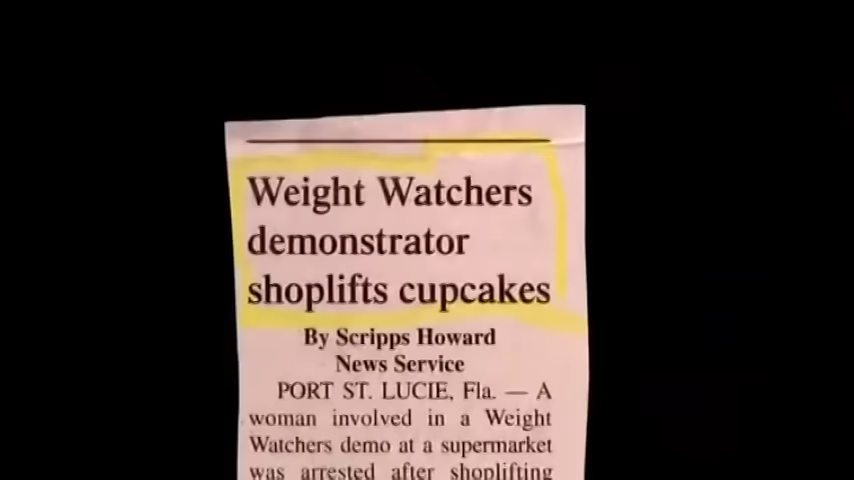 Weight Watchers
demonstrator
shoplifts cupcakes
By Scripps Howard
News Service
PORT ST. LUCIE, Fla. — A
woman involved in a Weight
Watchers demo at a supermarket
was arrested after shoplifting